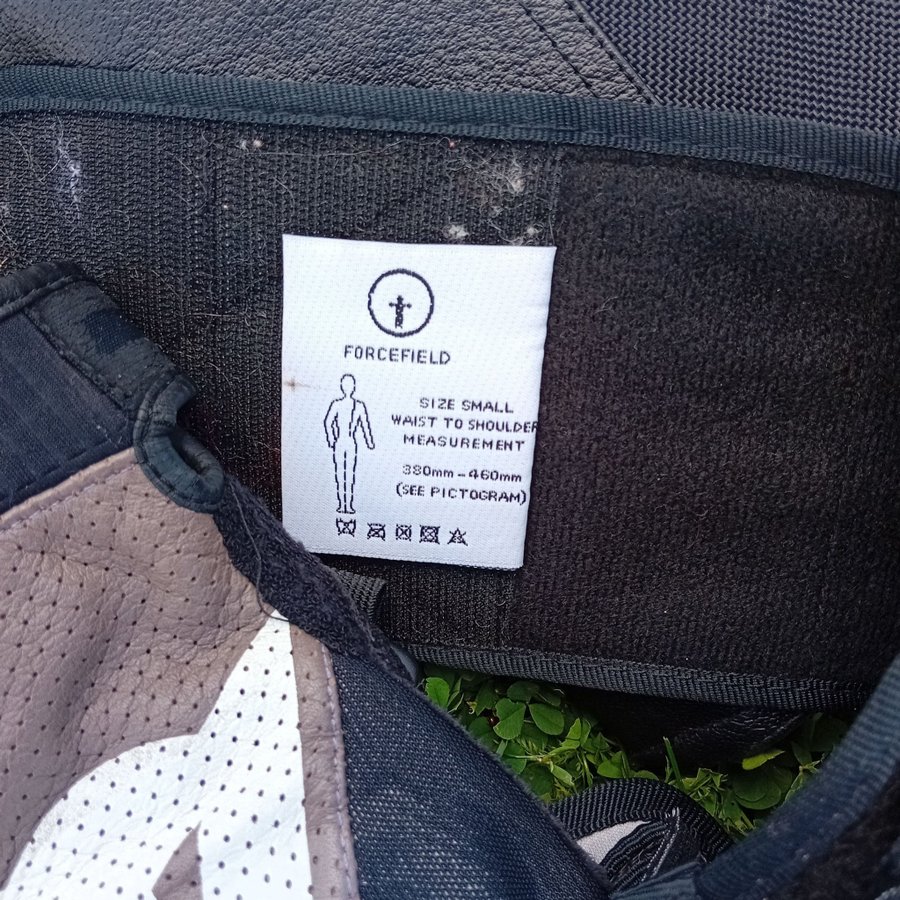 FORCEFIELD
SIZE SMALL
WAIST TO SHOULDER
MEASUREMENT
380mm - 460mm
(SEE PICTOGRAM)